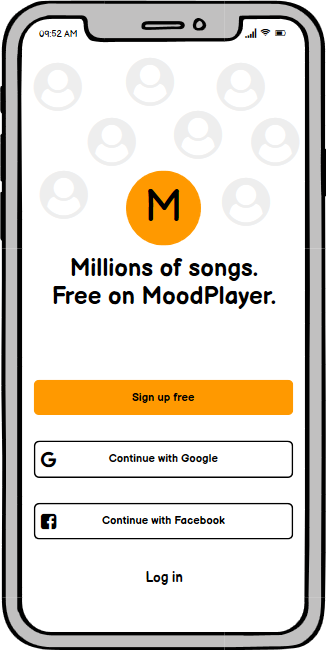 09:52 AM
M
Millions of songs.
Free on MoodPlayer.
Sign up free
G
Continue with Google
f
Continue with Facebook
Log in